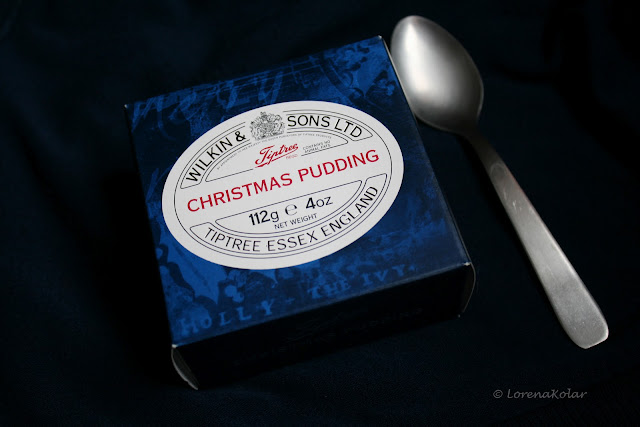 WILKIN & SONS LTD
Tiptree
CHRISTMAS PUDDING
112g e 4oz
NET WEIGHT
TIPTREE ESSEX ENGLAND
HOLLY · THE IVY
© LorenaKolar